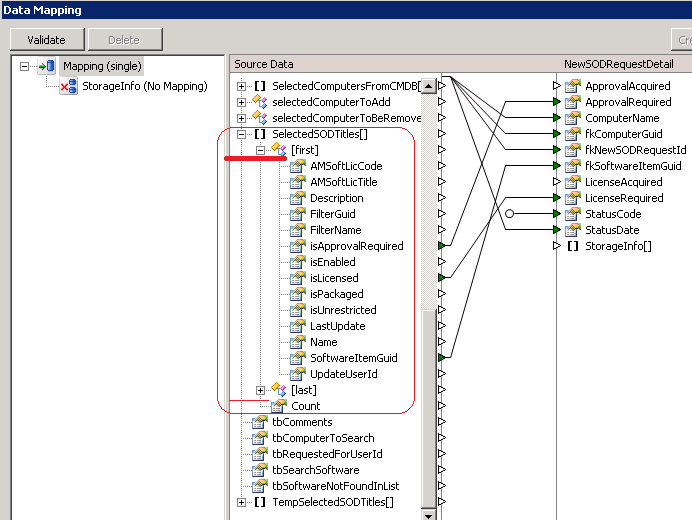 Data Mapping
Validate
Delete
Cre
Mapping (single)
StorageInfo (No Mapping)
Source Data
SelectedComputersFromCMDB[
selectedComputerToAdd
selectedComputerToBeRemove
SelectedSODTitles[]
[first]
AMSoftLicCode
AMSoftLicTitle
Description
FilterGuid
FilterName
isApprovalRequired
isEnabled
isLicensed
isPackaged
isUnrestricted
LastUpdate
Name
SoftwareItemGuid
UpdateUserId
[last]
Count
tbComments
tbComputerToSearch
tbRequestedForUserId
tbSearchSoftware
tbSoftwareNotFoundInList
TempSelectedSODTitles[]
NewSODRequestDetail
ApprovalAcquired
ApprovalRequired
ComputerName
fkComputerGuid
fkNewSODRequestId
fkSoftwareItemGuid
LicenseAcquired
LicenseRequired
StatusCode
StatusDate
StorageInfo[]